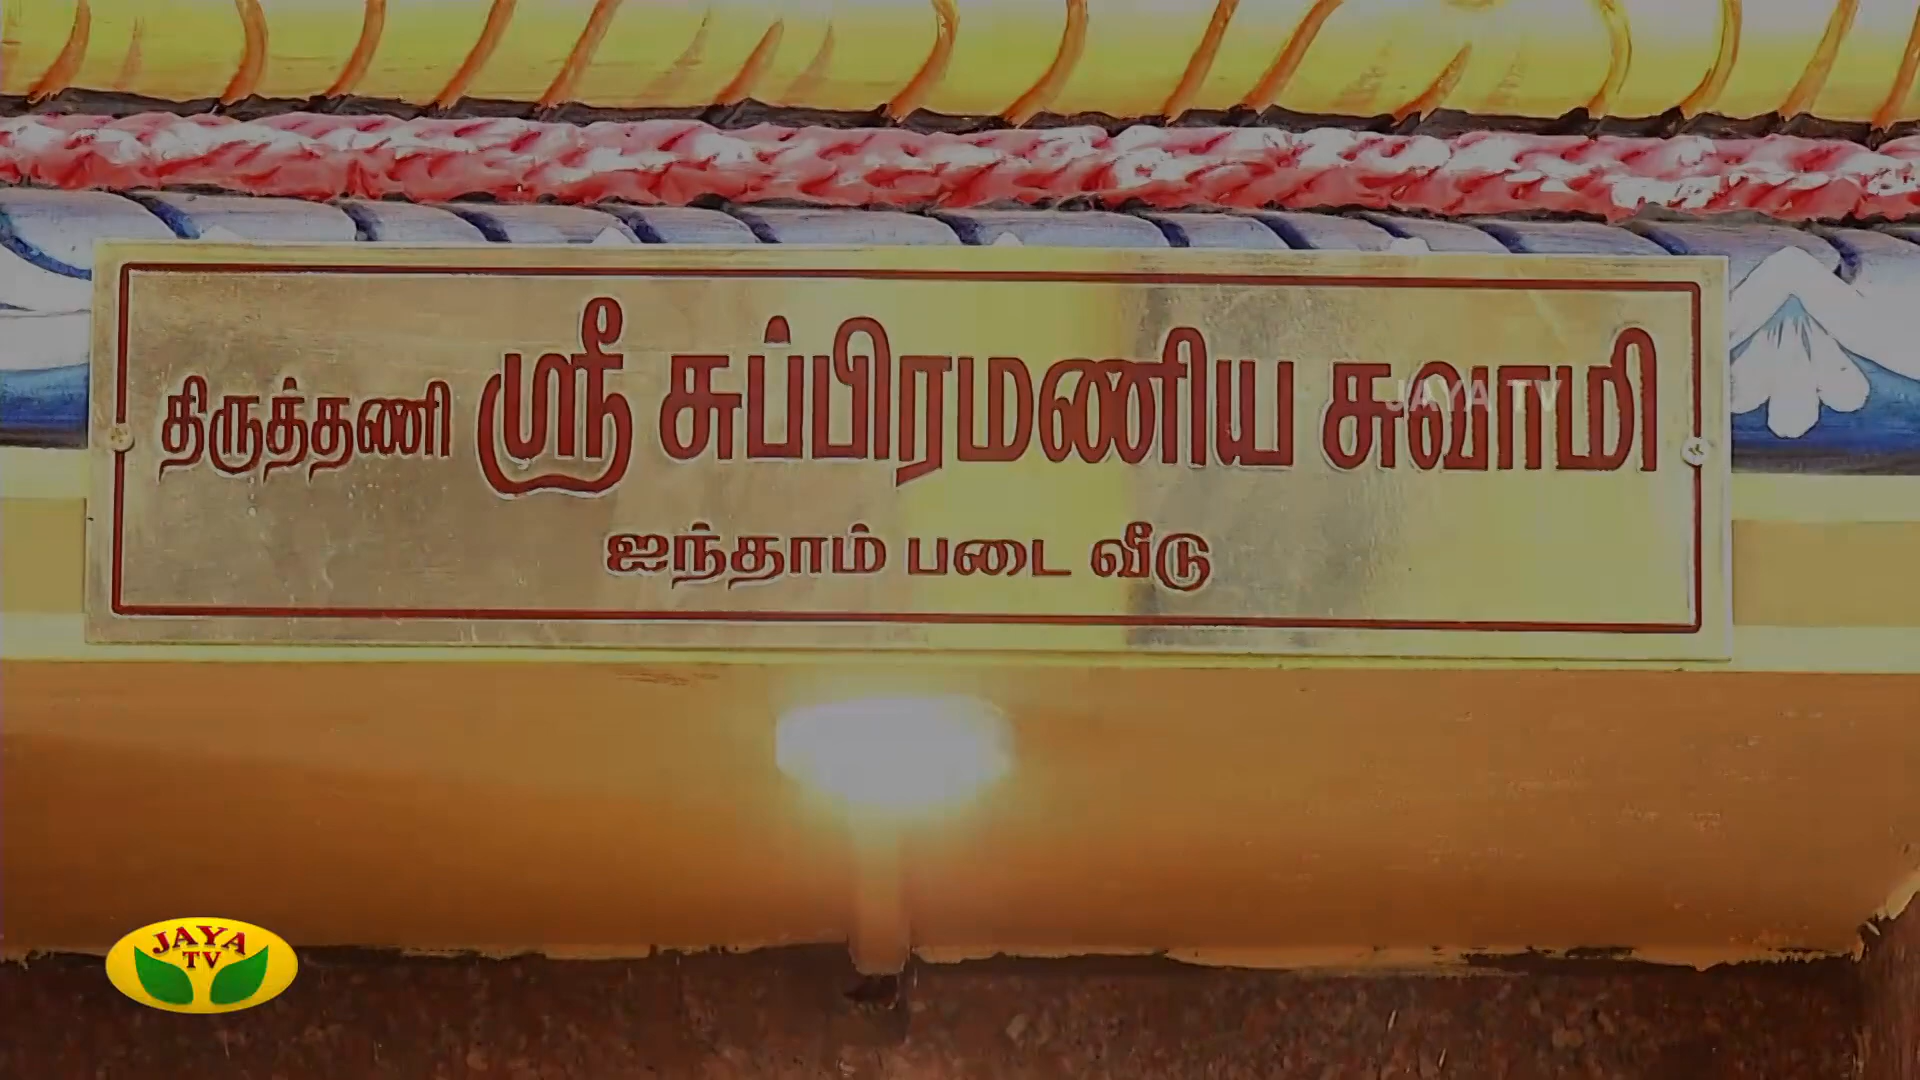 திருத்தணி ஸ்ரீ சுப்பிரமணிய சுவாமி
ஐந்தாம் படை வீடு
JAYA TV
JAYA
TV